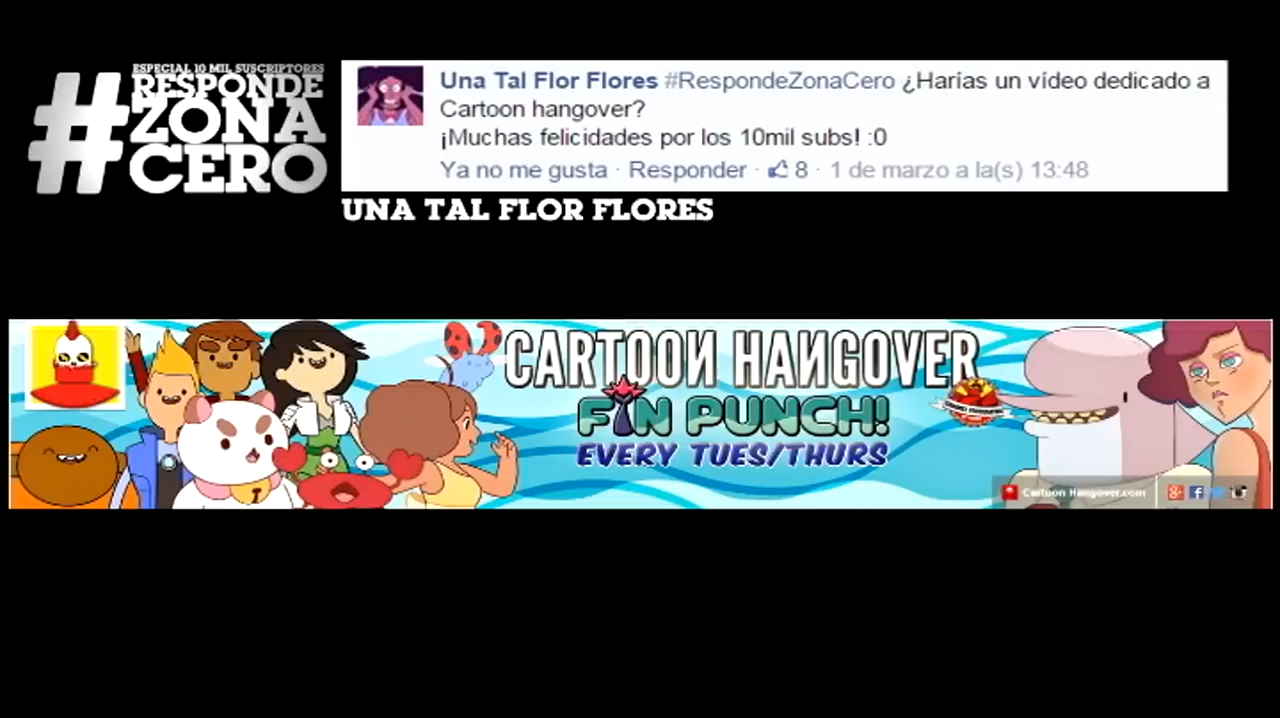 ESPECIAL 10 MIL SUSCRIPTORES
#RESPONDE
ZONA
CERO
Una Tal Flor Flores #RespondeZonaCero ¿Harías un vídeo dedicado a
Cartoon hangover?
¡Muchas felicidades por los 10mil subs! :0
Ya no me gusta · Responder · 8 · 1 de marzo a la(s) 13:48
UNA TAL FLOR FLORES
CARTOON HANGOVER
FIN PUNCH!
EVERY TUES/THURS
Cartoon Hangover.com